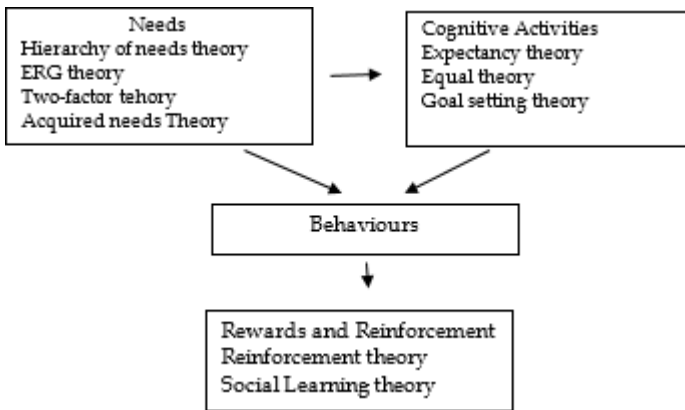 Needs
Hierarchy of needs theory
ERG theory
Two-factor tehory
Acquired needs Theory
Cognitive Activities
Expectancy theory
Equal theory
Goal setting theory
Behaviours
Rewards and Reinforcement
Reinforcement theory
Social Learning theory